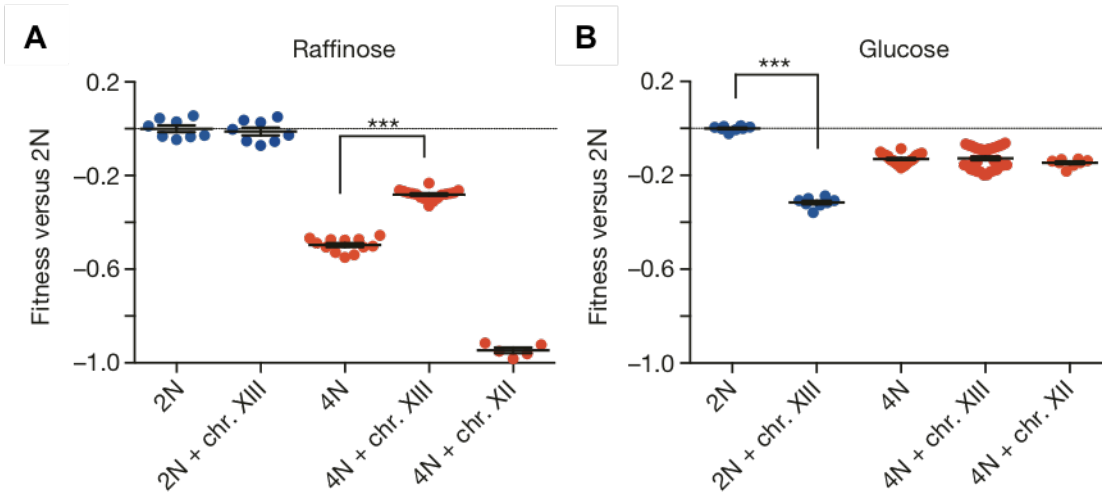 A
Raffinose
Fitness versus 2N
0.2
−0.2
−0.6
−1.0
***
2N
2N + chr. XIII
4N
4N + chr. XIII
4N + chr. XII
B
Glucose
Fitness versus 2N
0.2
−0.2
−0.6
−1.0
***
2N
2N + chr. XIII
4N
4N + chr. XIII
4N + chr. XII